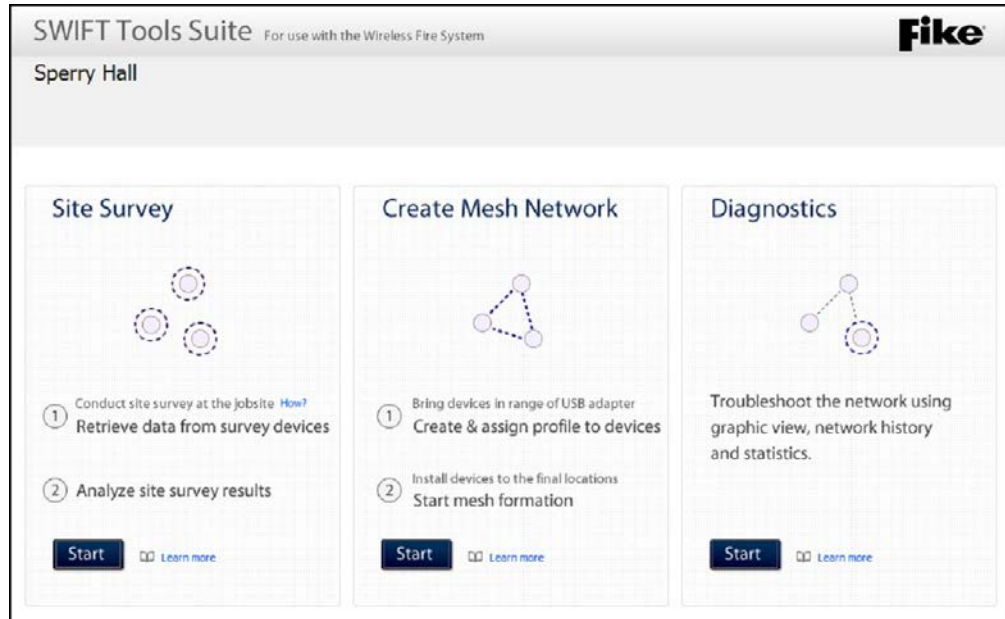 SWIFT Tools Suite For use with the Wireless Fire System
Fike
Sperry Hall
Site Survey
1 Conduct site survey at the jobsite How?
Retrieve data from survey devices
2 Analyze site survey results
Start Learn more
Create Mesh Network
1 Bring devices in range of USB adapter
Create & assign profile to devices
2 Install devices to the final locations
Start mesh formation
Start Learn more
Diagnostics
Troubleshoot the network using
graphic view, network history
and statistics.
Start Learn more